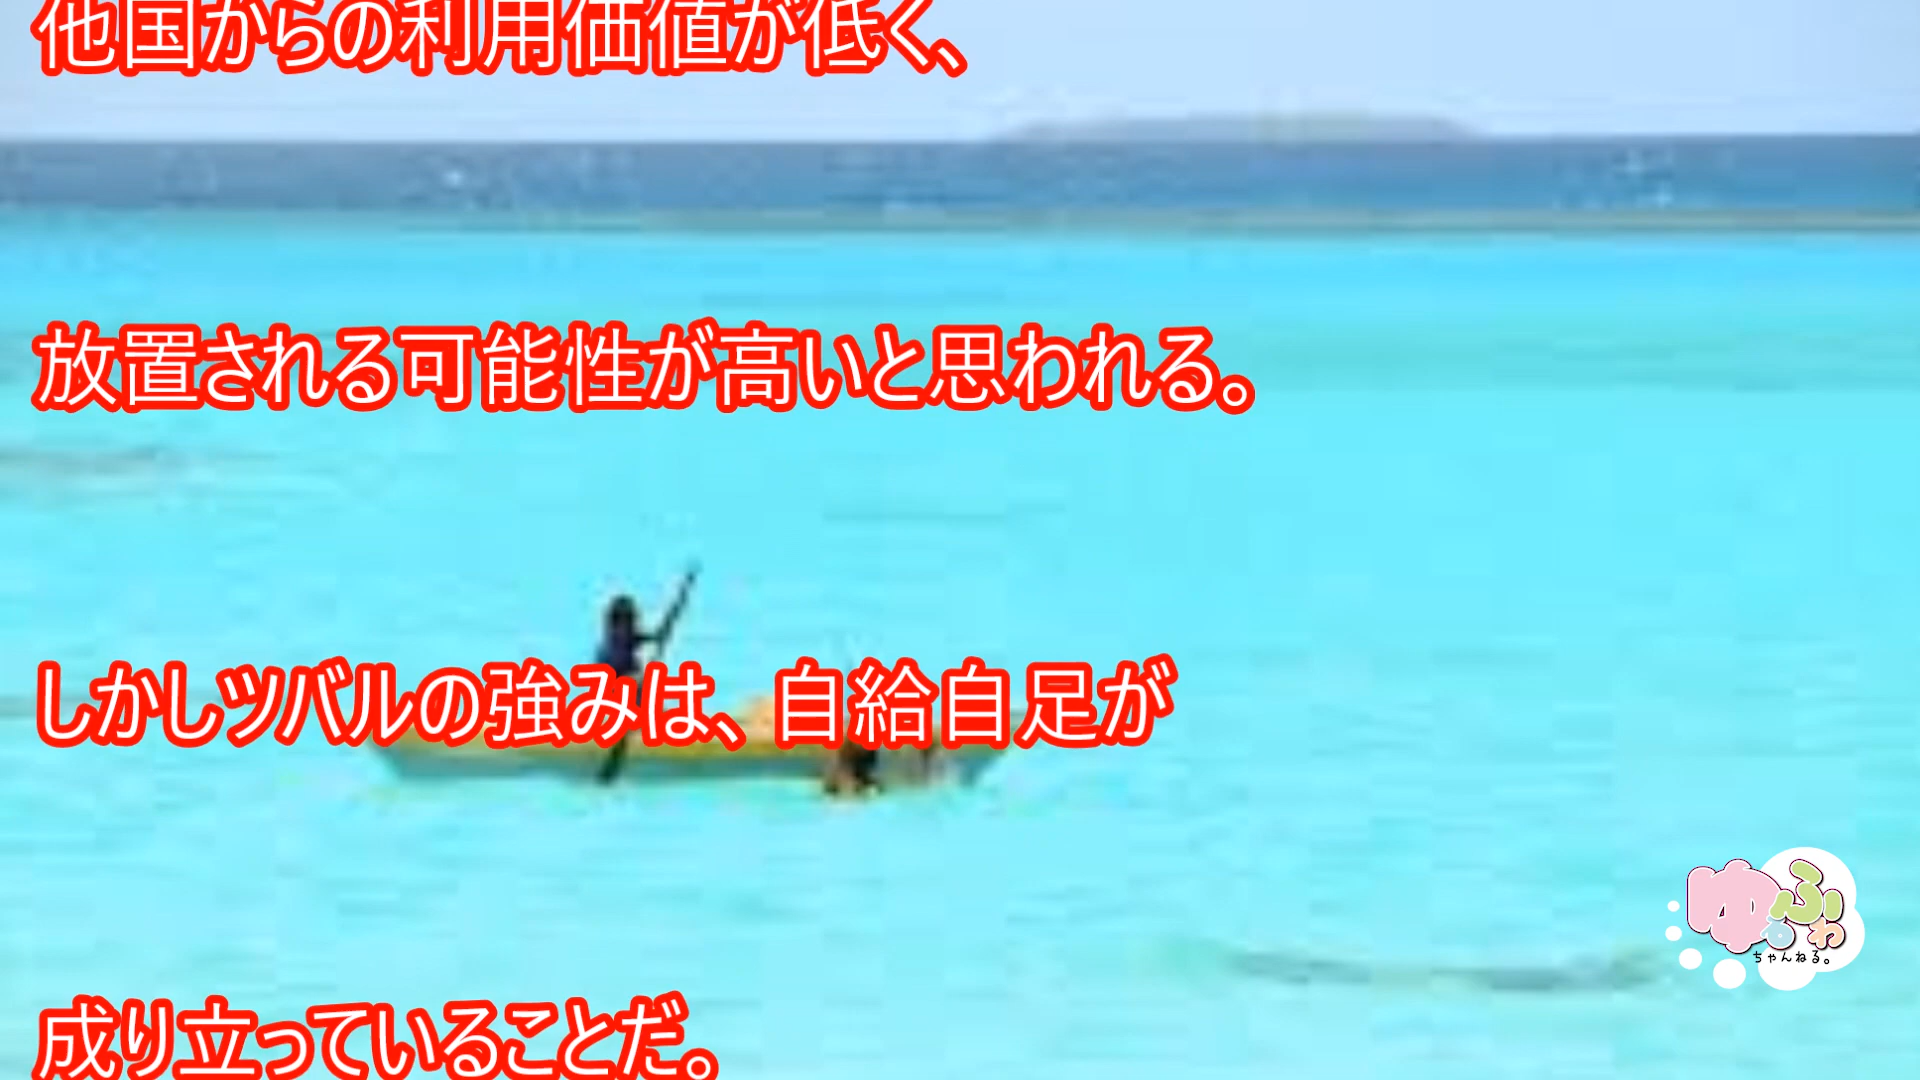 他国からの利用価値が低く、
放置される可能性が高いと思われる。
しかしツバルの強みは、自給自足が
成り立っていることだ。
ゆるふわ
ちゃんねる。